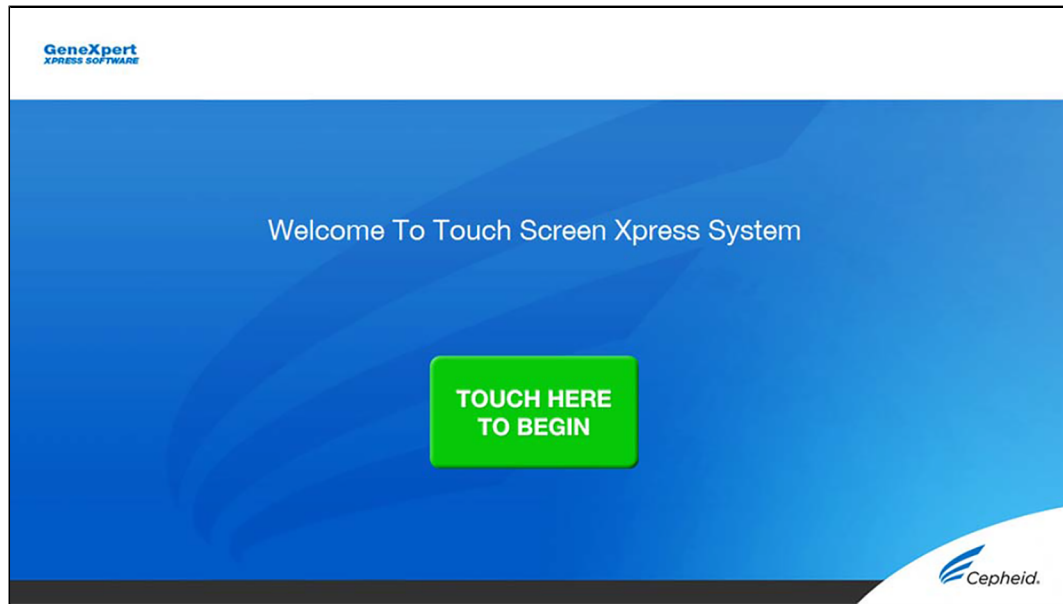 GeneXpert
XPRESS SOFTWARE
Welcome To Touch Screen Xpress System
TOUCH HERE
TO BEGIN
Cepheid.